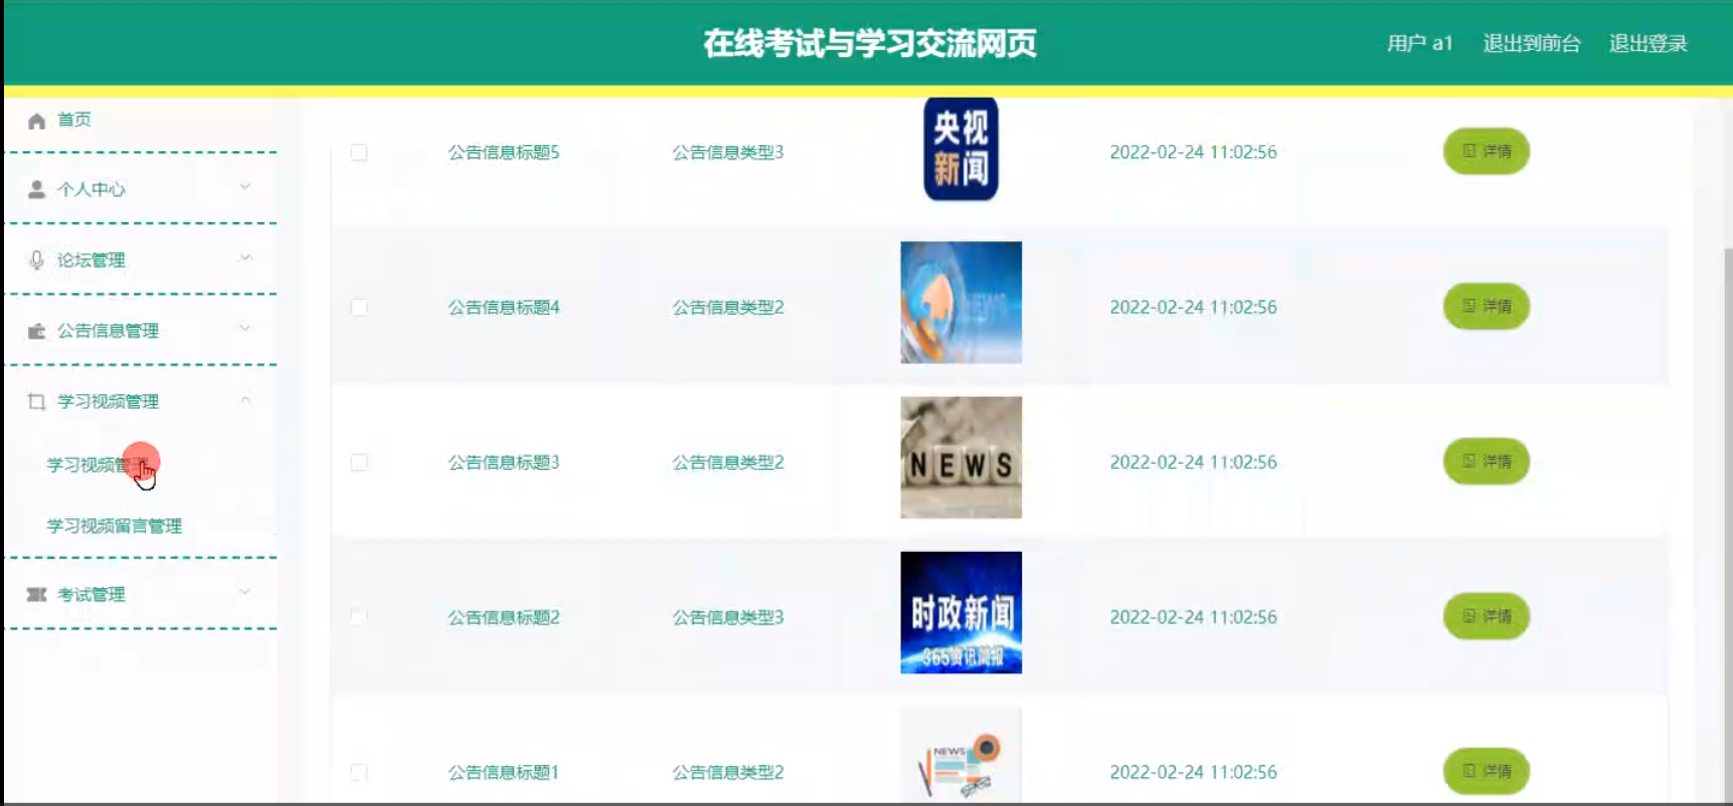 在线考试与学习交流网页
用户 a1 退出到前台 退出登录
首页
个人中心
论坛管理
公告信息管理
学习视频管理
学习视频管理
学习视频留言管理
考试管理
公告信息标题5 公告信息类型3 央视新闻 2022-02-24 11:02:56 详情
公告信息标题4 公告信息类型2 NEWS 2022-02-24 11:02:56 详情
公告信息标题3 公告信息类型2 NEWS 2022-02-24 11:02:56 详情
公告信息标题2 公告信息类型3 时政新闻 2022-02-24 11:02:56 详情
365资讯简报
公告信息标题1 公告信息类型2 NEWS 2022-02-24 11:02:56 详情